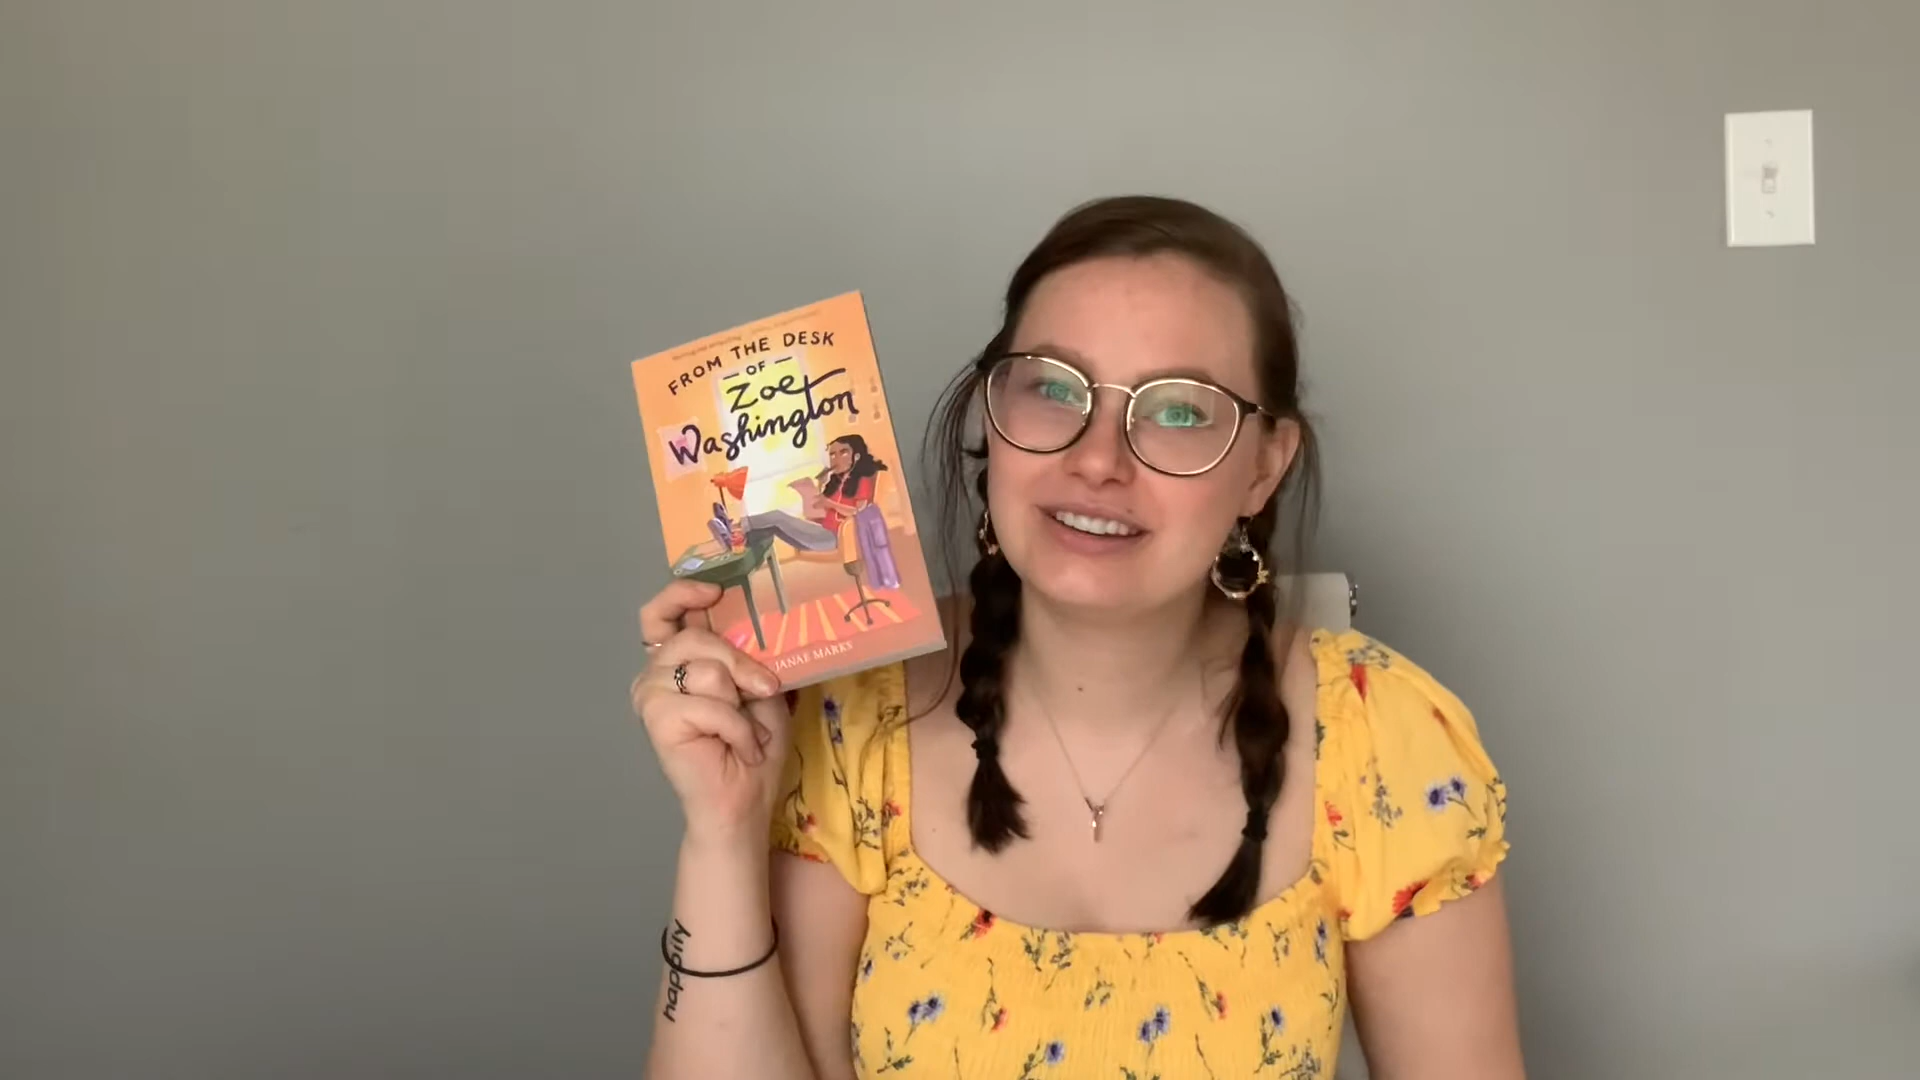 FROM THE DESK
OF
Zoe
Washington
JANAE MARKS
happily